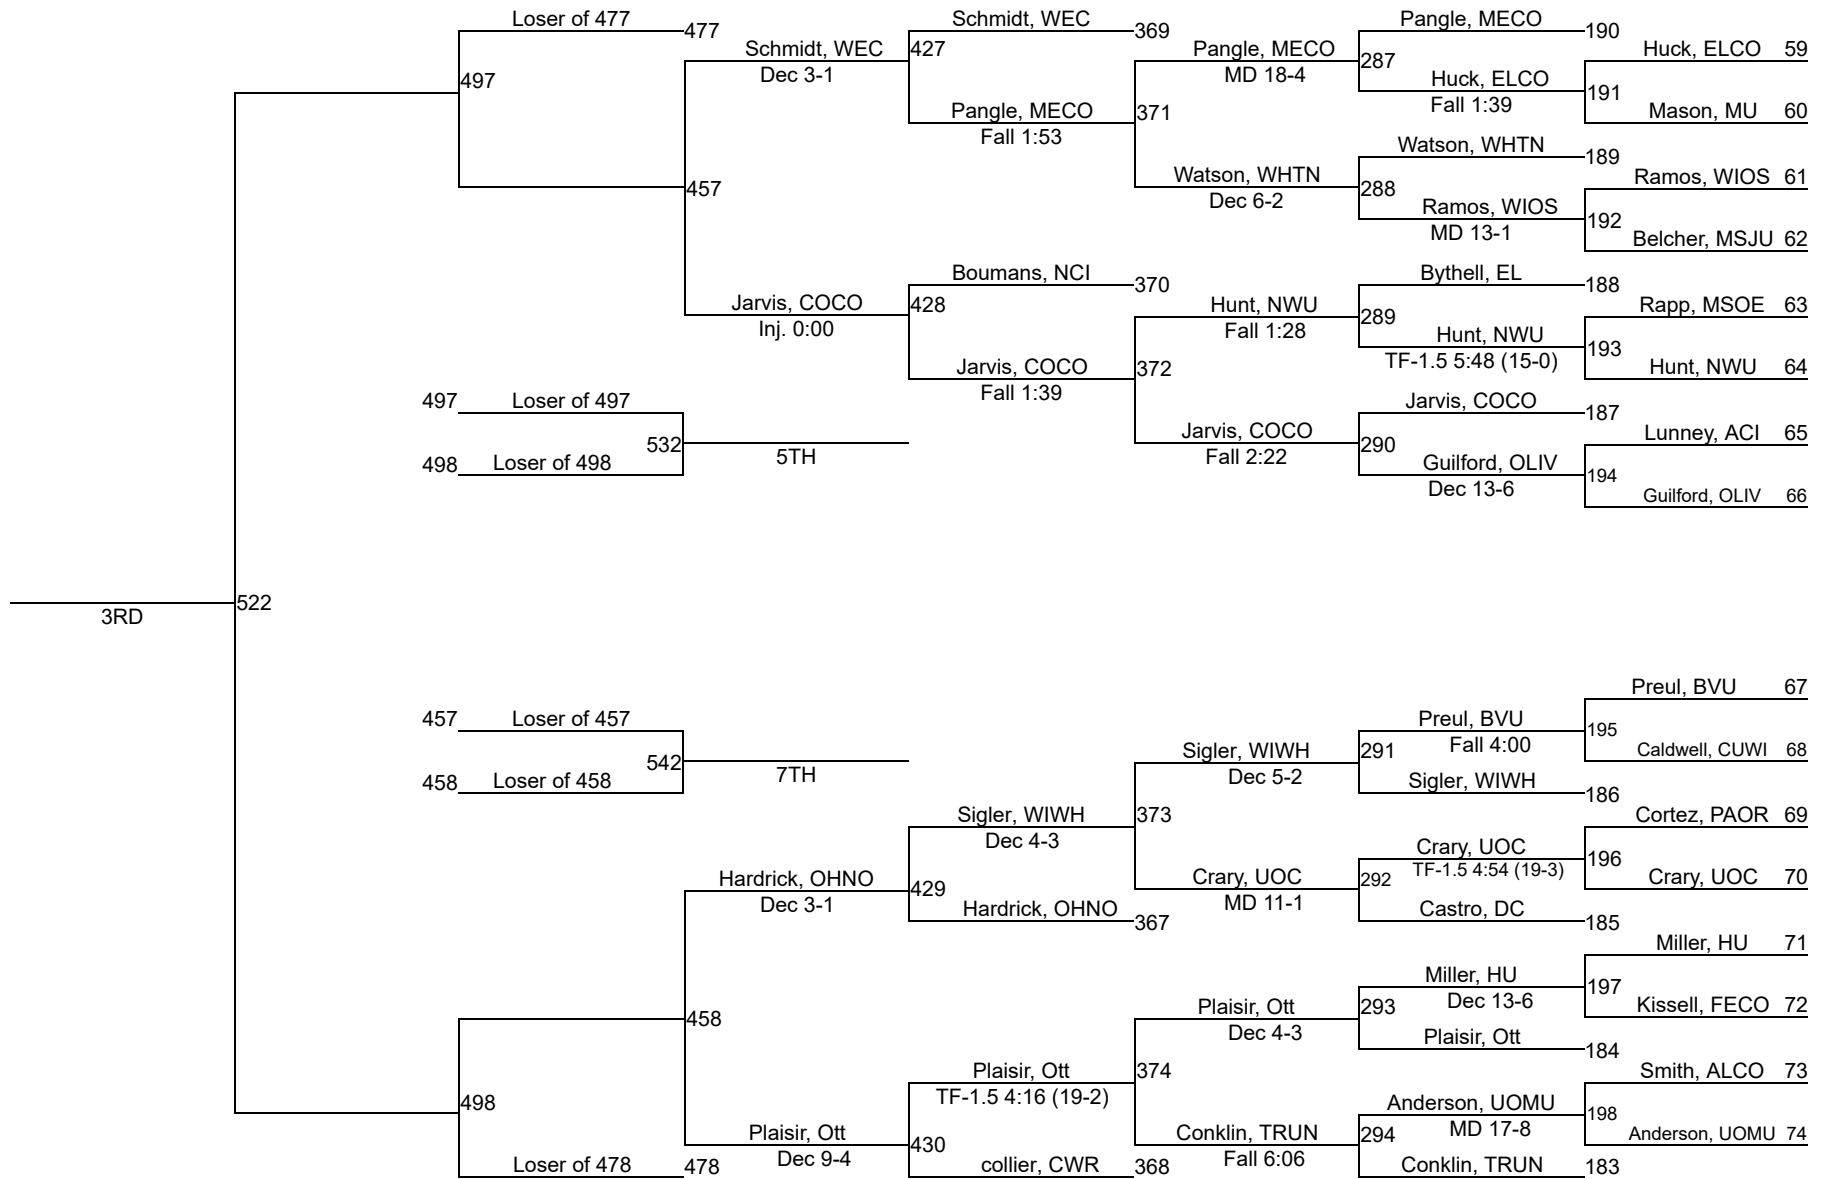 Loser of 477
477
Schmidt, WEC
369
Pangle, MECO
190
Schmidt, WEC
Dec 3-1
427
Pangle, MECO
MD 18-4
287
Huck, ELCO 59
497
Huck, ELCO
Fall 1:39
191
Pangle, MECO
Fall 1:53
371
Mason, MU 60
Watson, WHTN
189
457
Watson, WHTN
Dec 6-2
288
Ramos, WIOS 61
Ramos, WIOS
MD 13-1
192
Belcher, MSJU 62
Boumans, NCI
370
Bythell, EL
188
Jarvis, COCO
Inj. 0:00
428
Hunt, NWU
Fall 1:28
289
Rapp, MSOE 63
Hunt, NWU
TF-1.5 5:48 (15-0)
193
Jarvis, COCO
Fall 1:39
372
Hunt, NWU 64
497
Loser of 497
Jarvis, COCO
187
532
5TH
Jarvis, COCO
Fall 2:22
290
Lunney, ACI 65
498
Loser of 498
Guilford, OLIV
Dec 13-6
194
Guilford, OLIV 66
3RD
522
Preul, BVU 67
457
Loser of 457
Preul, BVU
Fall 4:00
195
542
7TH
Sigler, WIWH
Dec 5-2
291
Caldwell, CUWI 68
458
Loser of 458
Sigler, WIWH
186
Sigler, WIWH
Dec 4-3
373
Cortez, PAOR 69
Crary, UOC
TF-1.5 4:54 (19-3)
196
Hardrick, OHNO
Dec 3-1
429
Crary, UOC
MD 11-1
292
Crary, UOC 70
Hardrick, OHNO
367
Castro, DC
185
Miller, HU 71
Miller, HU
Dec 13-6
197
458
Plaisir, Ott
Dec 4-3
293
Kissell, FECO 72
Plaisir, Ott
184
Plaisir, Ott
TF-1.5 4:16 (19-2)
374
Smith, ALCO 73
498
Anderson, UOMU
MD 17-8
198
Plaisir, Ott
Dec 9-4
430
Conklin, TRUN
Fall 6:06
294
Anderson, UOMU 74
Loser of 478
478
collier, CWR
368
Conklin, TRUN
183